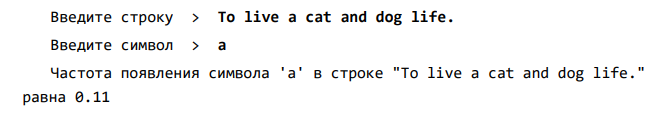 Введите строку > To live a cat and dog life.
Введите символ > a
Частота появления символа 'a' в строке "To live a cat and dog life."
равна 0.11